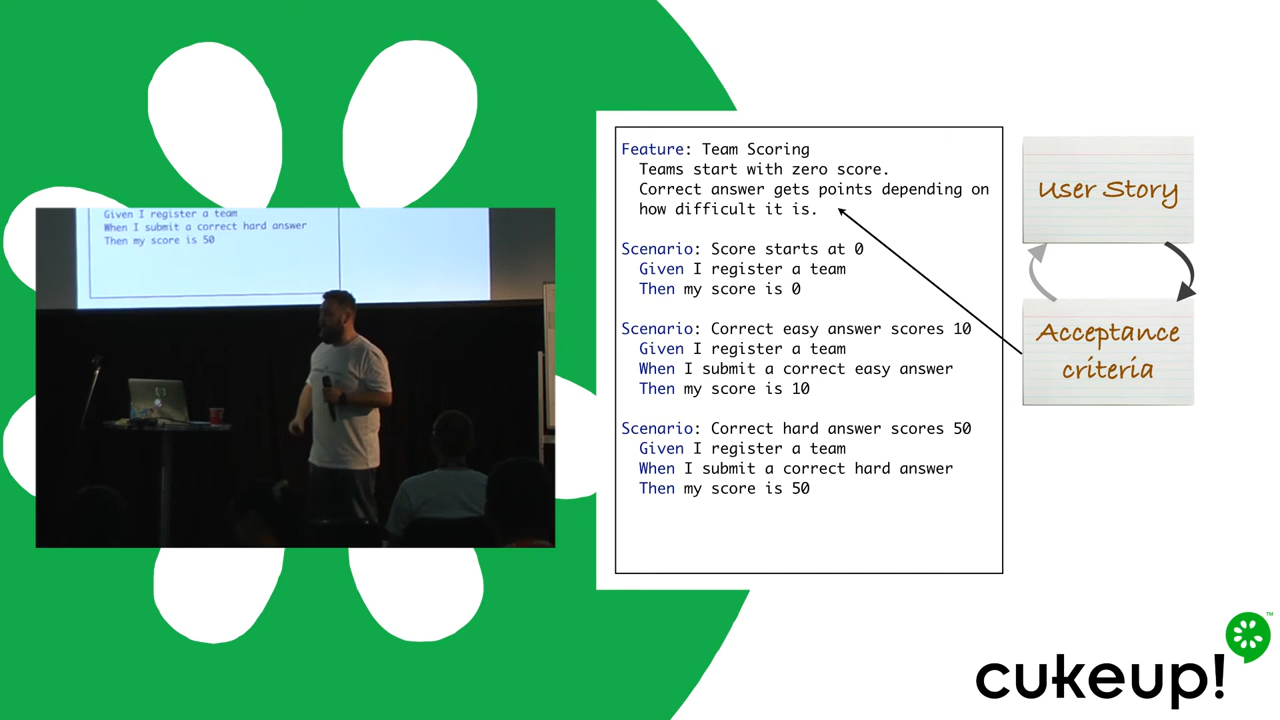 Given I register a team
When I submit a correct hard answer
Then my score is 50
Feature: Team Scoring
Teams start with zero score.
Correct answer gets points depending on
how difficult it is.
Scenario: Score starts at 0
Given I register a team
Then my score is 0
Scenario: Correct easy answer scores 10
Given I register a team
When I submit a correct easy answer
Then my score is 10
Scenario: Correct hard answer scores 50
Given I register a team
When I submit a correct hard answer
Then my score is 50
User Story
Acceptance
criteria
cukeup!
TM